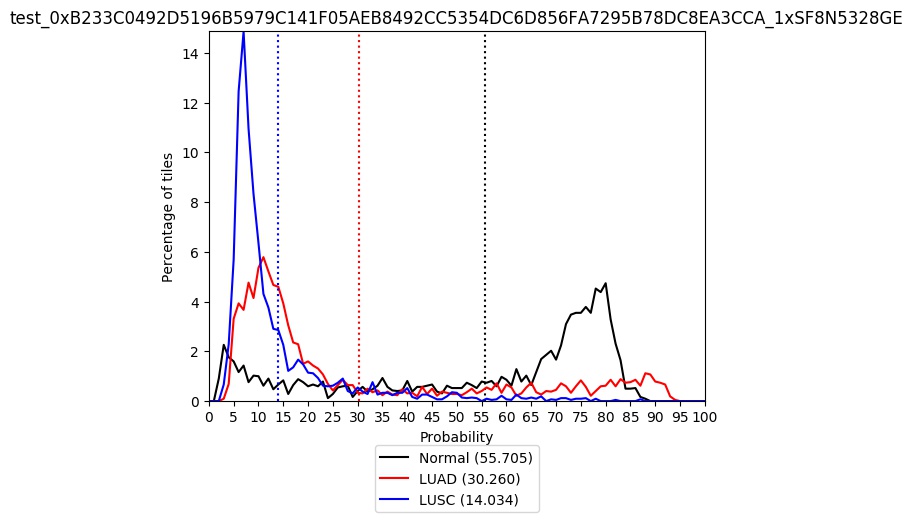 test_0xB233C0492D5196B5979C141F05AEB8492CC5354DC6D856FA7295B78DC8EA3CCA_1xSF8N5328GE
14
12
10
8
6
4
2
0
Percentage of tiles
0 5 10 15 20 25 30 35 40 45 50 55 60 65 70 75 80 85 90 95 100
Probability
Normal (55.705)
LUAD (30.260)
LUSC (14.034)